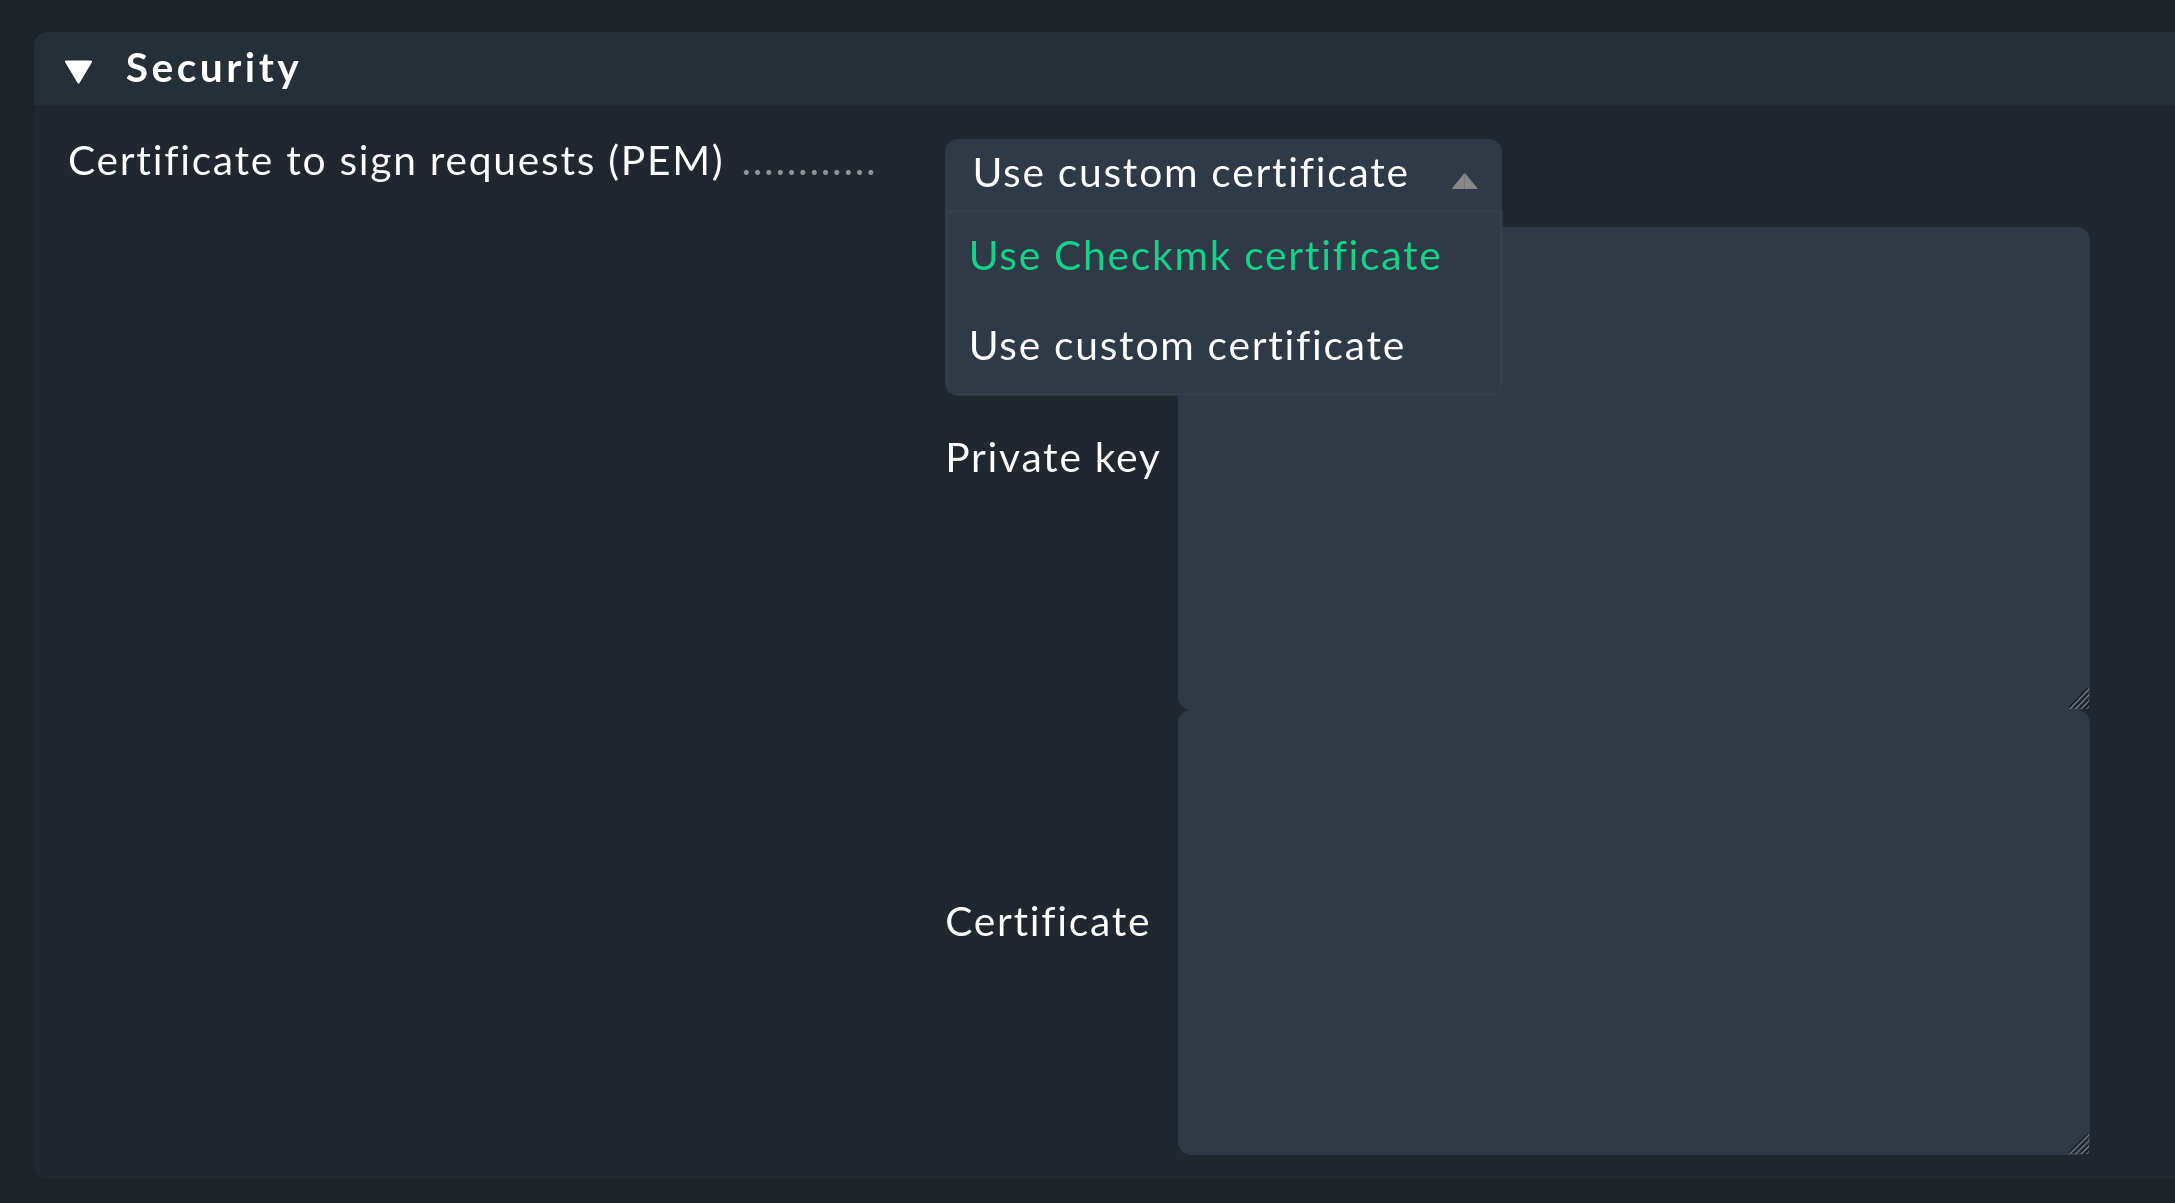 Security
Certificate to sign requests (PEM) ............
Use custom certificate
Use Checkmk certificate
Use custom certificate
Private key
Certificate